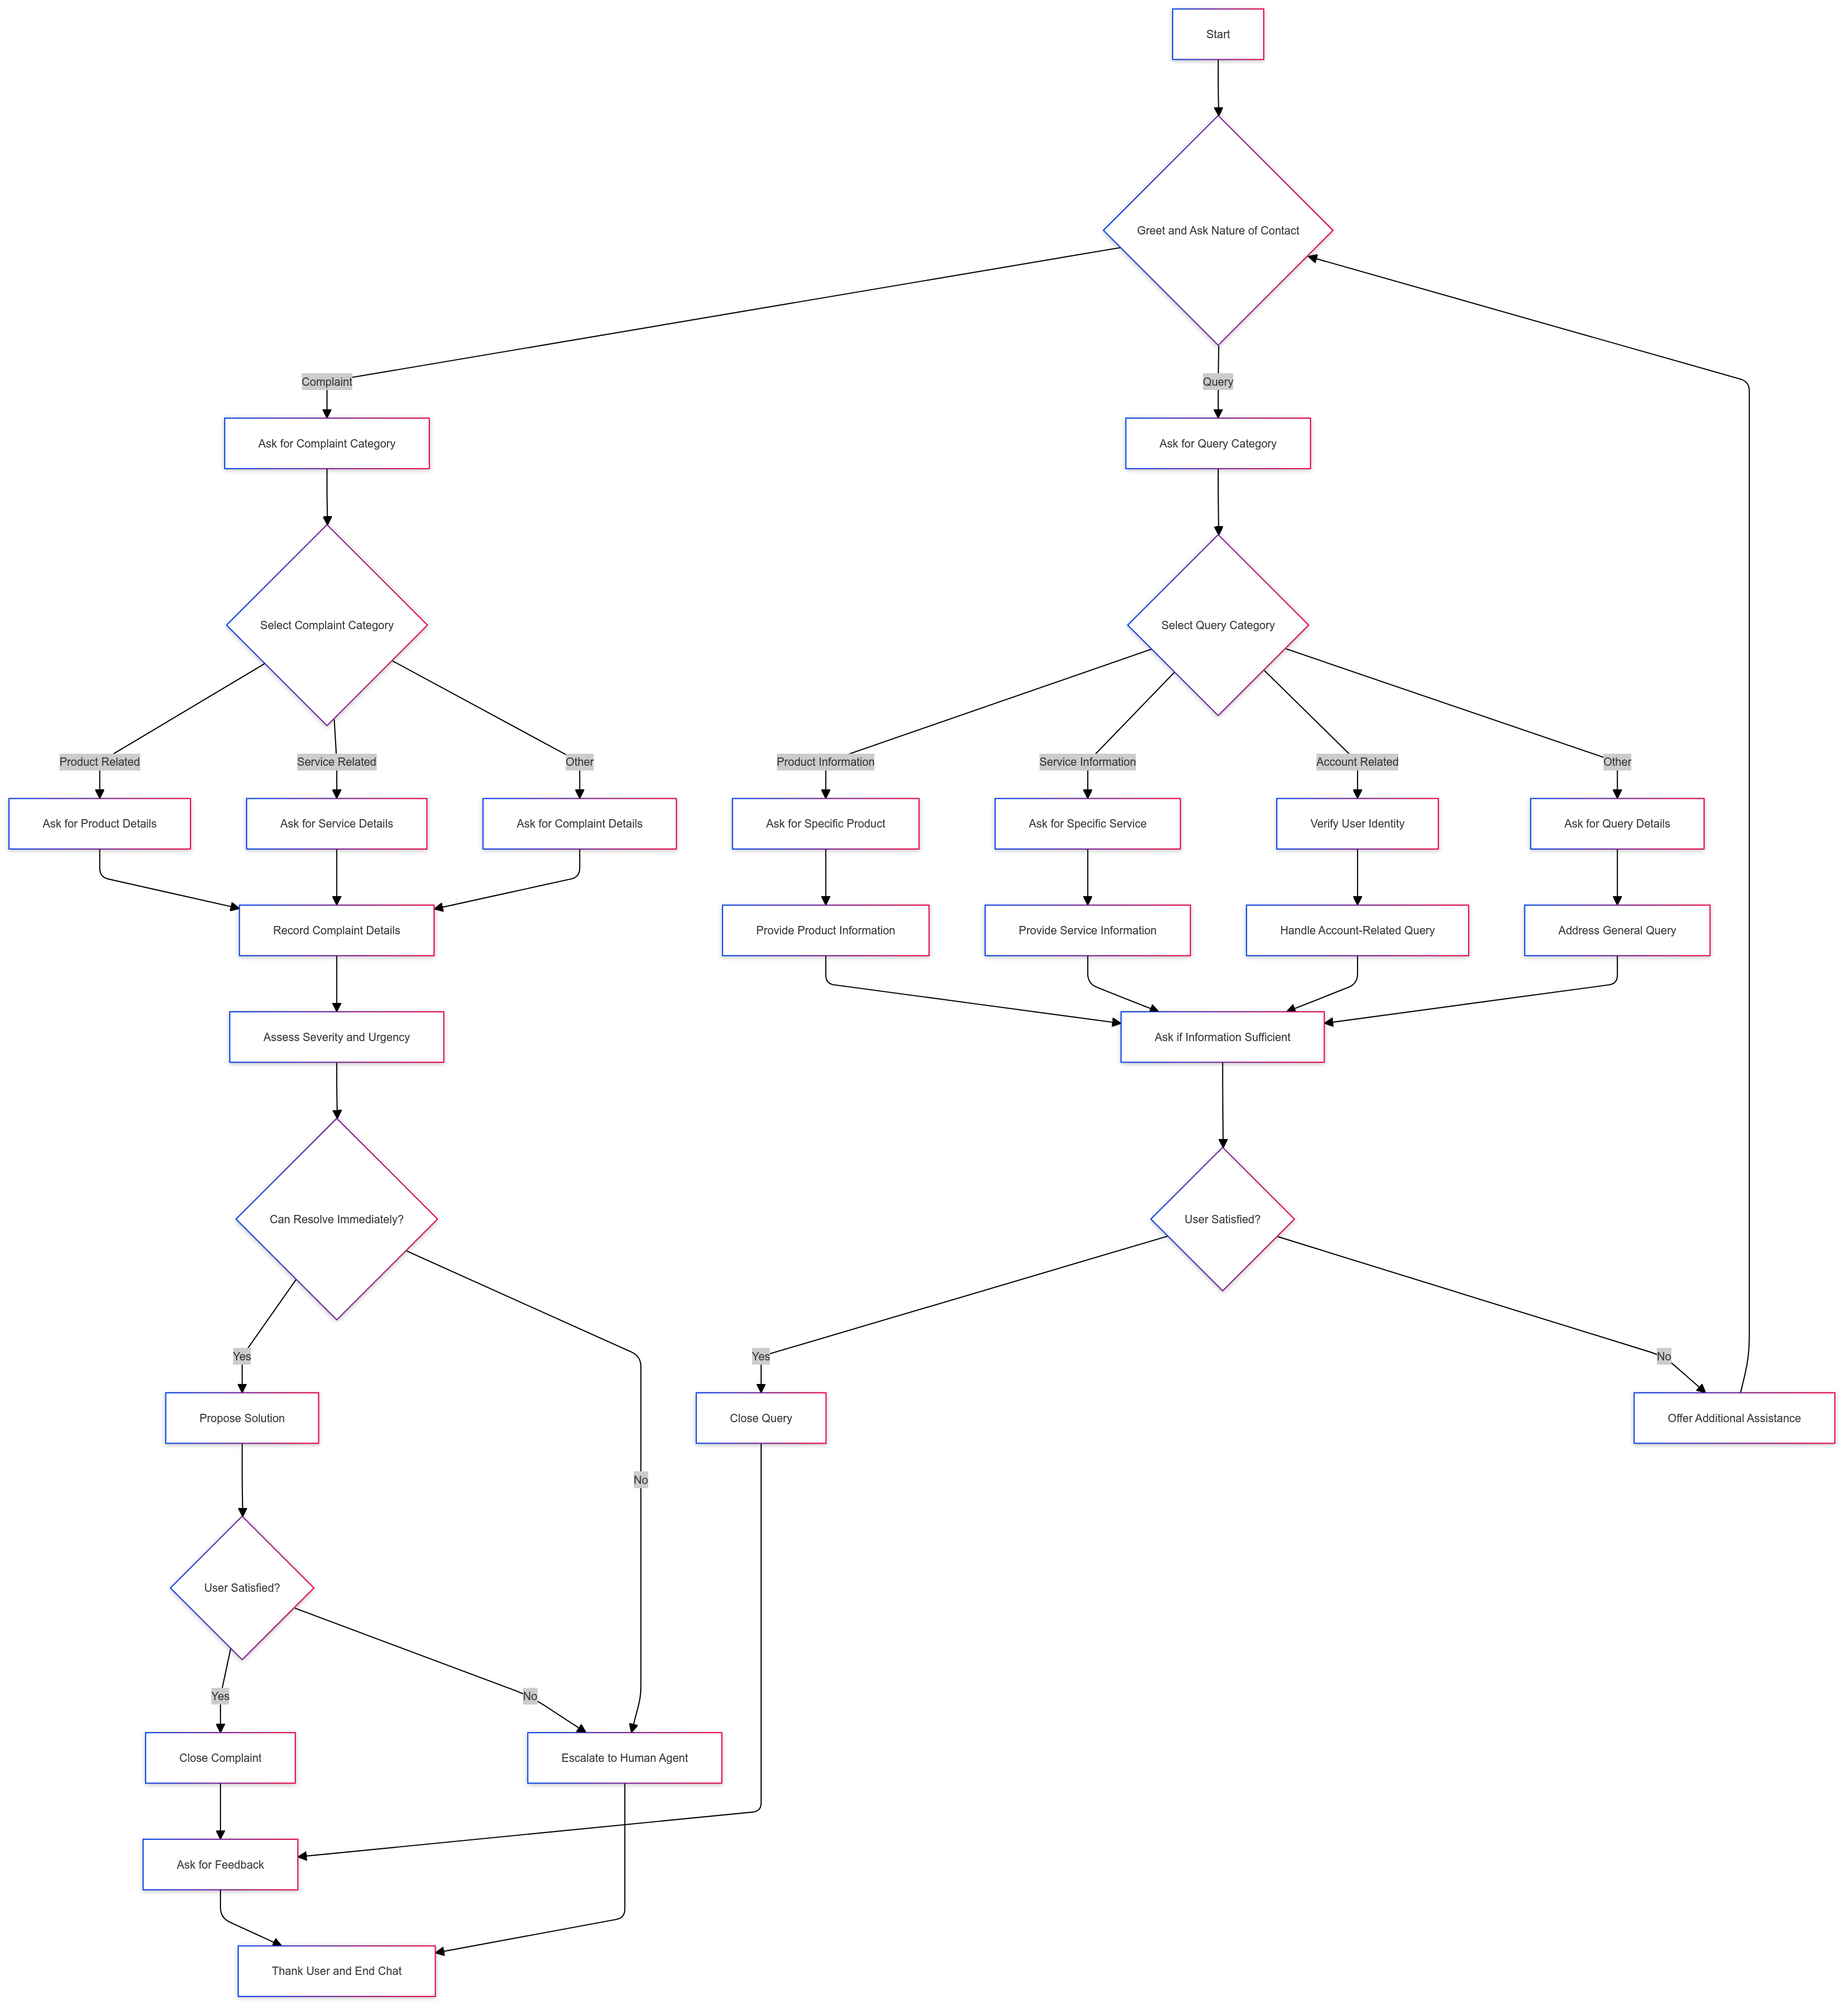 Start
Greet and Ask Nature of Contact
Complaint
Query
Ask for Complaint Category
Ask for Query Category
Select Complaint Category
Select Query Category
Product Related
Service Related
Other
Product Information
Service Information
Account Related
Other
Ask for Product Details
Ask for Service Details
Ask for Complaint Details
Ask for Specific Product
Ask for Specific Service
Verify User Identity
Ask for Query Details
Record Complaint Details
Provide Product Information
Provide Service Information
Handle Account-Related Query
Address General Query
Assess Severity and Urgency
Ask if Information Sufficient
Can Resolve Immediately?
User Satisfied?
Yes
Yes
No
Propose Solution
Close Query
Offer Additional Assistance
No
User Satisfied?
Yes
No
Close Complaint
Escalate to Human Agent
Ask for Feedback
Thank User and End Chat